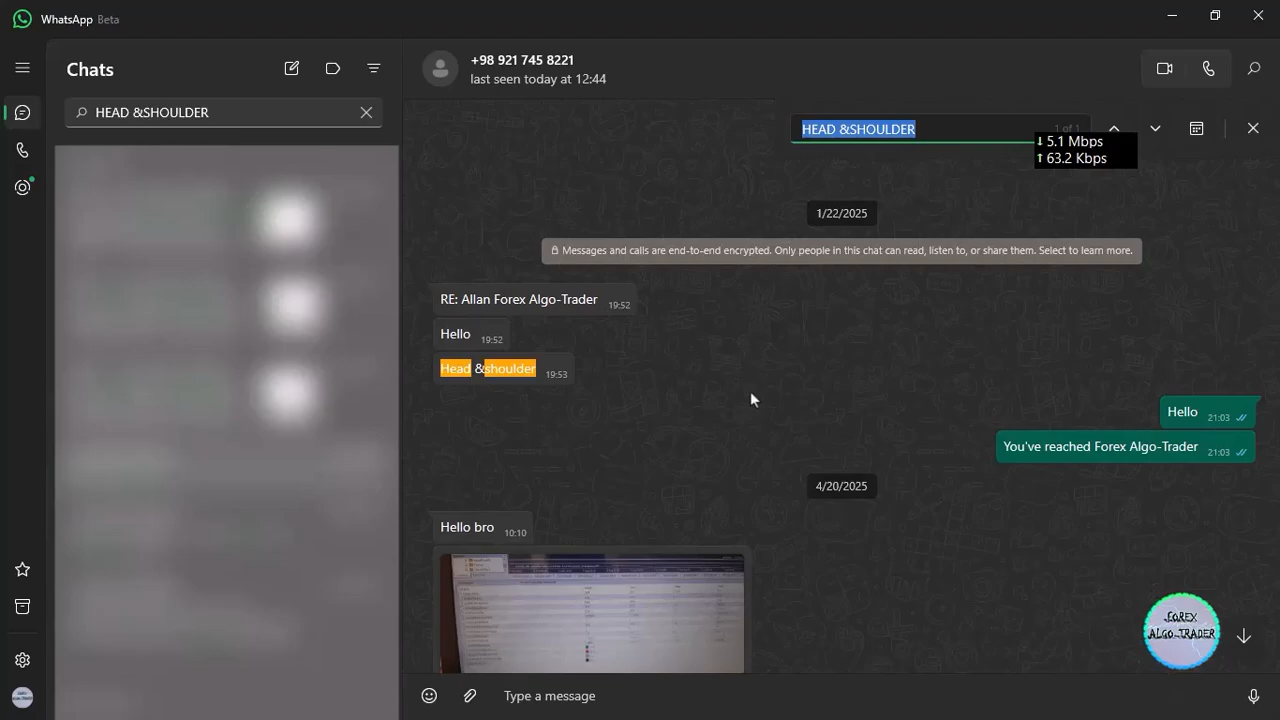 WhatsApp Beta
Chats
HEAD &SHOULDER
+98 921 745 8221
last seen today at 12:44
HEAD &SHOULDER
1 of 1
5.1 Mbps
63.2 Kbps
1/22/2025
Messages and calls are end-to-end encrypted. Only people in this chat can read, listen to, or share them. Select to learn more.
RE: Allan Forex Algo-Trader 19:52
Hello 19:52
Head &shoulder 19:53
Hello 21:03
You've reached Forex Algo-Trader 21:03
4/20/2025
Hello bro 10:10
FOREX
ALGO-TRADER
Type a message